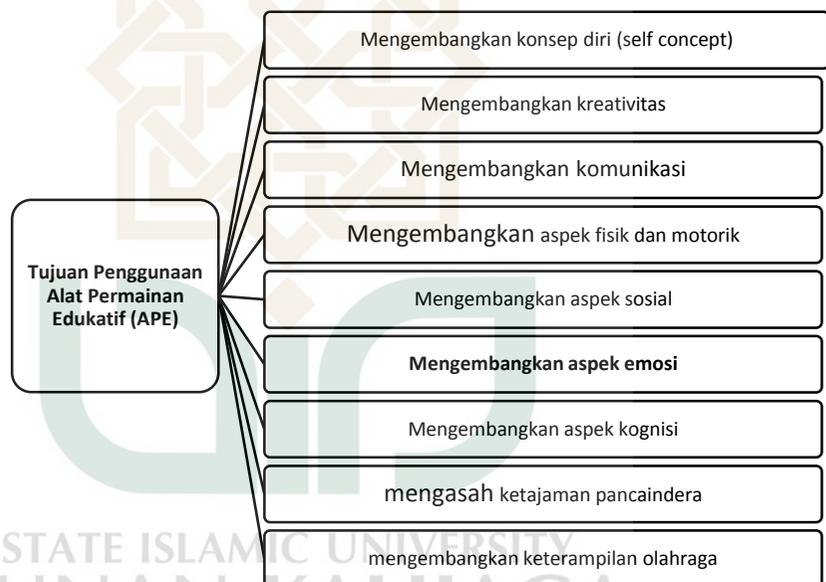 Mengembangkan konsep diri (self concept)
Mengembangkan kreativitas
Mengembangkan komunikasi
Mengembangkan aspek fisik dan motorik
Tujuan Penggunaan
Alat Permainan
Edukatif (APE)
Mengembangkan aspek sosial
Mengembangkan aspek emosi
Mengembangkan aspek kognisi
mengasah ketajaman pancaindera
mengembangkan keterampilan olahraga
STATE ISLAMIC UNIVERSITY